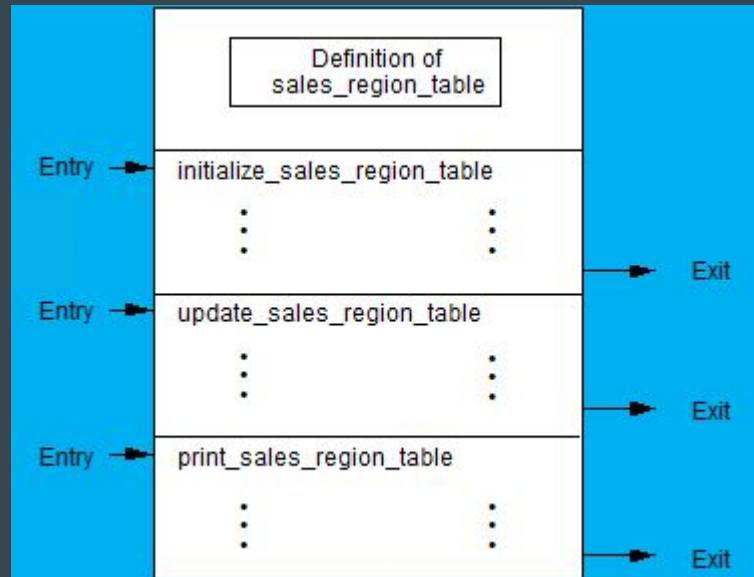 Definition of
sales_region_table
Entry
initialize_sales_region_table
Exit
Entry
update_sales_region_table
Exit
Entry
print_sales_region_table
Exit